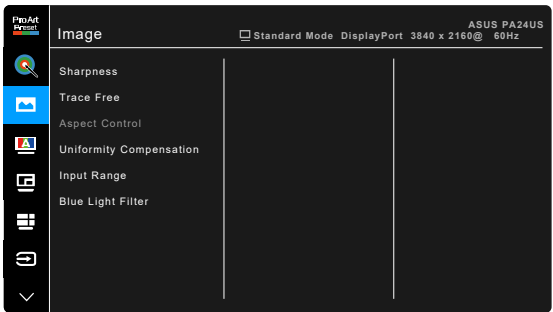 ProArt
Preset
Image
ASUS PA24US
Standard Mode DisplayPort 3840 x 2160@ 60Hz
Sharpness
Trace Free
Aspect Control
Uniformity Compensation
Input Range
Blue Light Filter
A